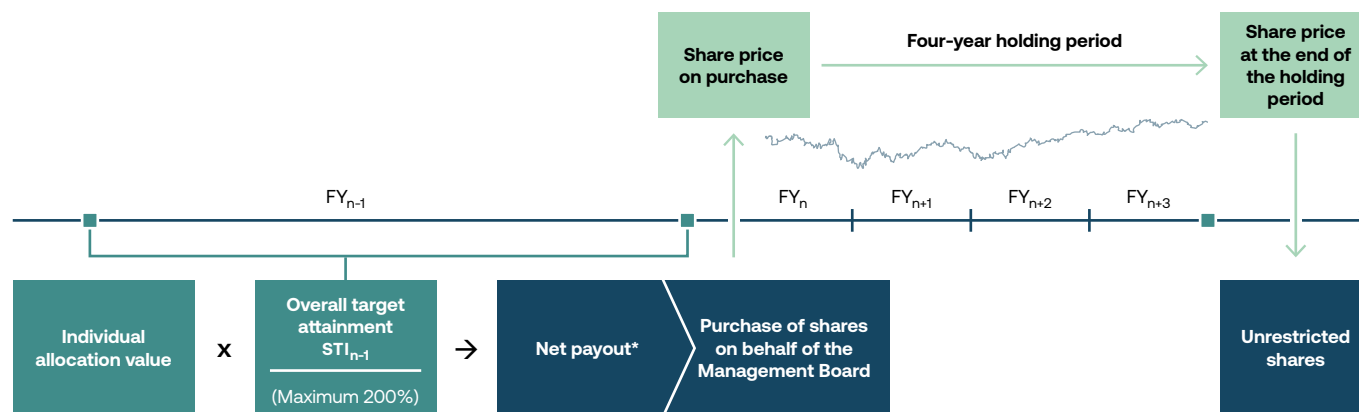 Share price
on purchase
Four-year holding period
Share price
at the end of
the holding
period
FYn-1
FYn
FYn+1
FYn+2
FYn+3
Individual
allocation value
x
Overall target
attainment
STIn-1
(Maximum 200%)
→
Net payout*
Purchase of shares
on behalf of the
Management Board
Unrestricted
shares